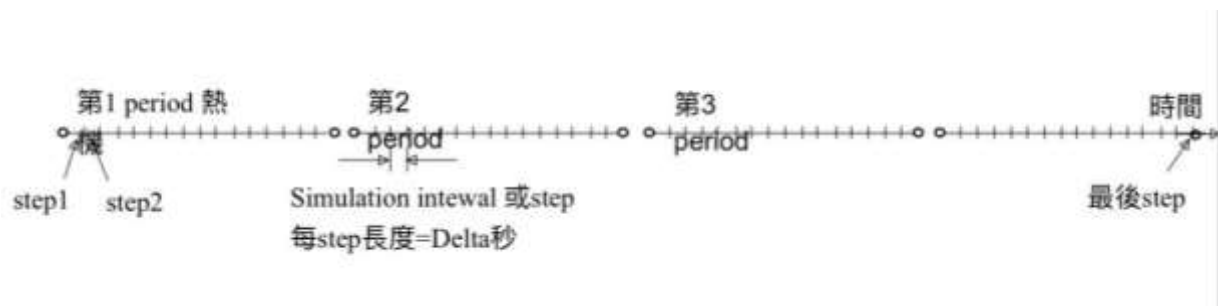 第1 period 熱機
第2 period
第3 period
時間
step1
step2
Simulation intewal 或step
每step長度=Delta秒
最後step